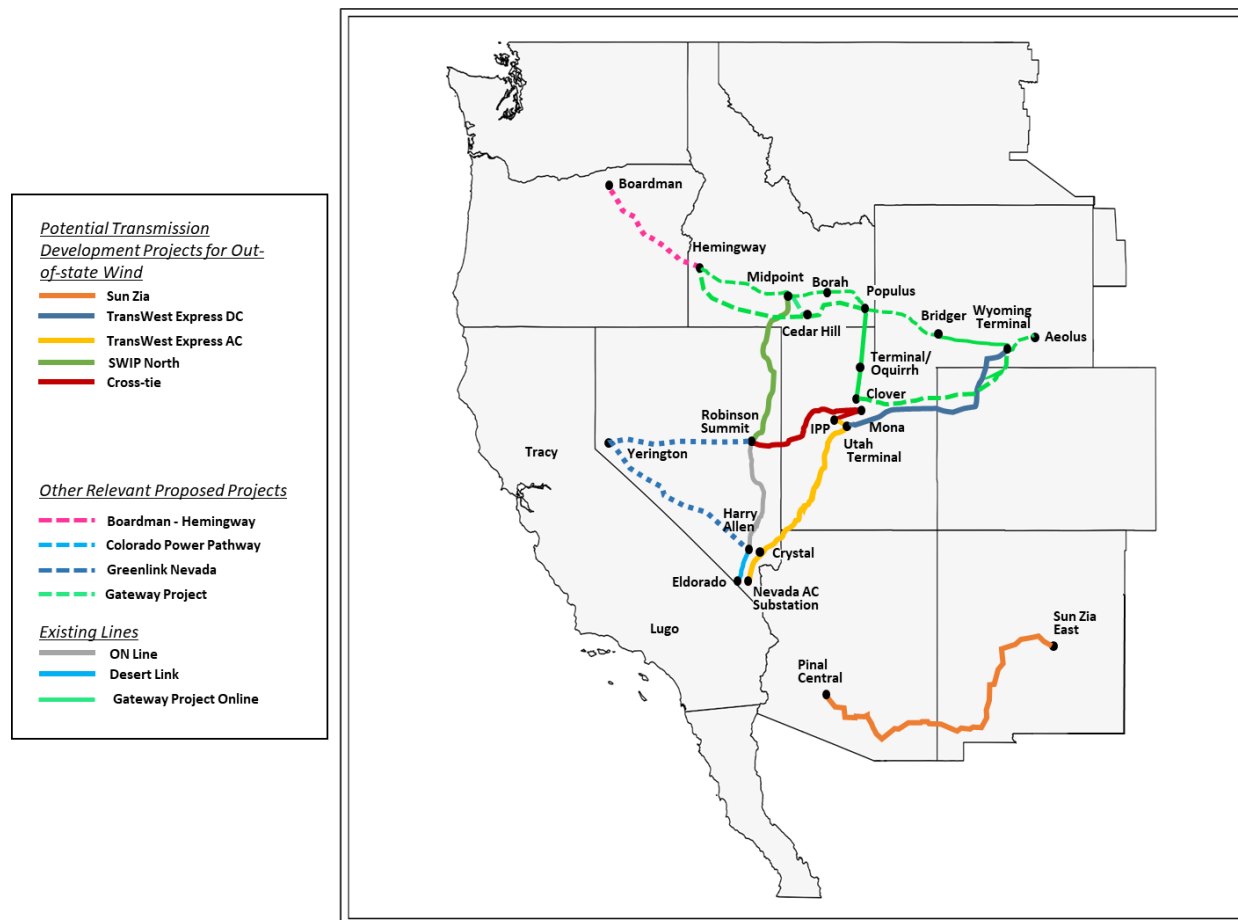 Potential Transmission
Development Projects for Out-
of-state Wind
Sun Zia
TransWest Express DC
TransWest Express AC
SWIP North
Cross-tie
Other Relevant Proposed Projects
Boardman - Hemingway
Colorado Power Pathway
Greenlink Nevada
Gateway Project
Existing Lines
ON Line
Desert Link
Gateway Project Online
Boardman
Hemingway
Midpoint
Borah
Populus
Cedar Hill
Bridger
Wyoming
Terminal
Aeolus
Terminal/
Oquirrh
Clover
Robinson
Summit
IPP
Mona
Utah
Terminal
Tracy
Yerington
Harry
Allen
Crystal
Eldorado
Nevada AC
Substation
Lugo
Sun Zia
East
Pinal
Central